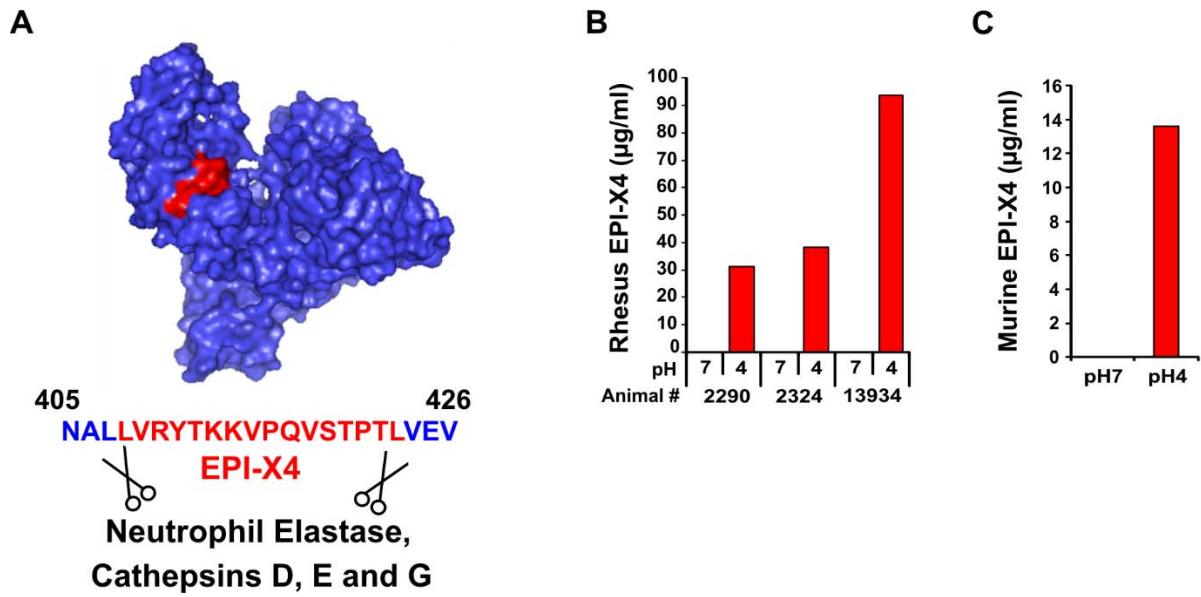 A
405 426
NALLVRYTKKVPQVSTPTLVEV
EPI-X4
Neutrophil Elastase,
Cathepsins D, E and G
B
Rhesus EPI-X4 (µg/ml)
100
90
80
70
60
50
40
30
20
10
0
pH 7 4 7 4 7 4
Animal # 2290 2324 13934
C
Murine EPI-X4 (µg/ml)
16
14
12
10
8
6
4
2
0
pH7 pH4